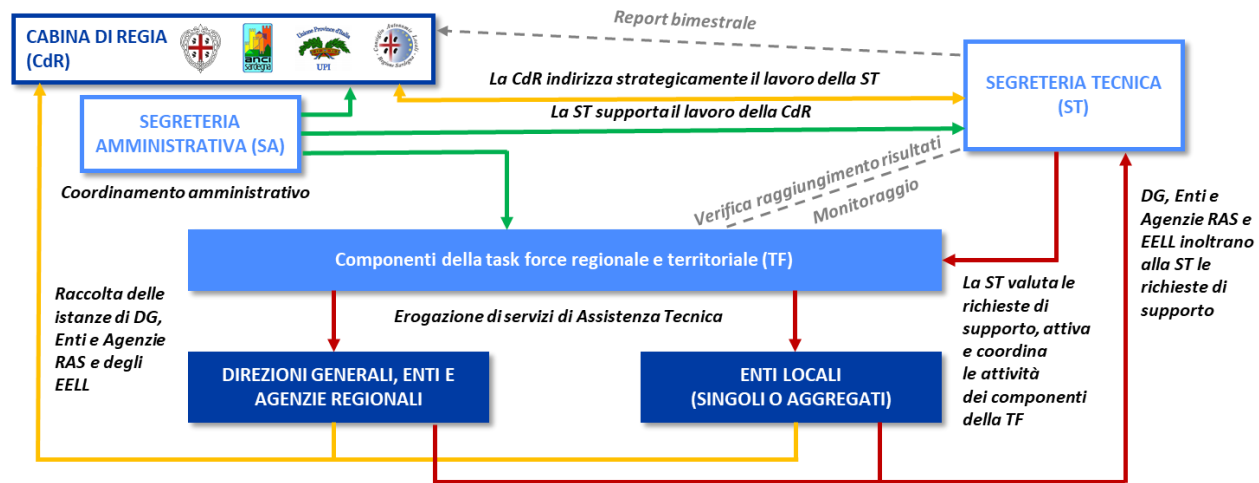 CABINA DI REGIA
(CdR)
anci
sardegna
Unione Province d'Italia
UPI
Report bimestrale
SEGRETERIA TECNICA
(ST)
La CdR indirizza strategicamente il lavoro della ST
La ST supporta il lavoro della CdR
SEGRETERIA
AMMINISTRATIVA (SA)
Coordinamento amministrativo
Verifica raggiungimento risultati
Monitoraggio
DG, Enti e
Agenzie RAS e
EELL inoltrano
alla ST le
richieste di
supporto
Componenti della task force regionale e territoriale (TF)
Raccolta delle
istanze di DG,
Enti e Agenzie
RAS e degli
EELL
Erogazione di servizi di Assistenza Tecnica
La ST valuta le
richieste di
supporto, attiva
e coordina
le attività
dei componenti
della TF
DIREZIONI GENERALI, ENTI E
AGENZIE REGIONALI
ENTI LOCALI
(SINGOLI O AGGREGATI)